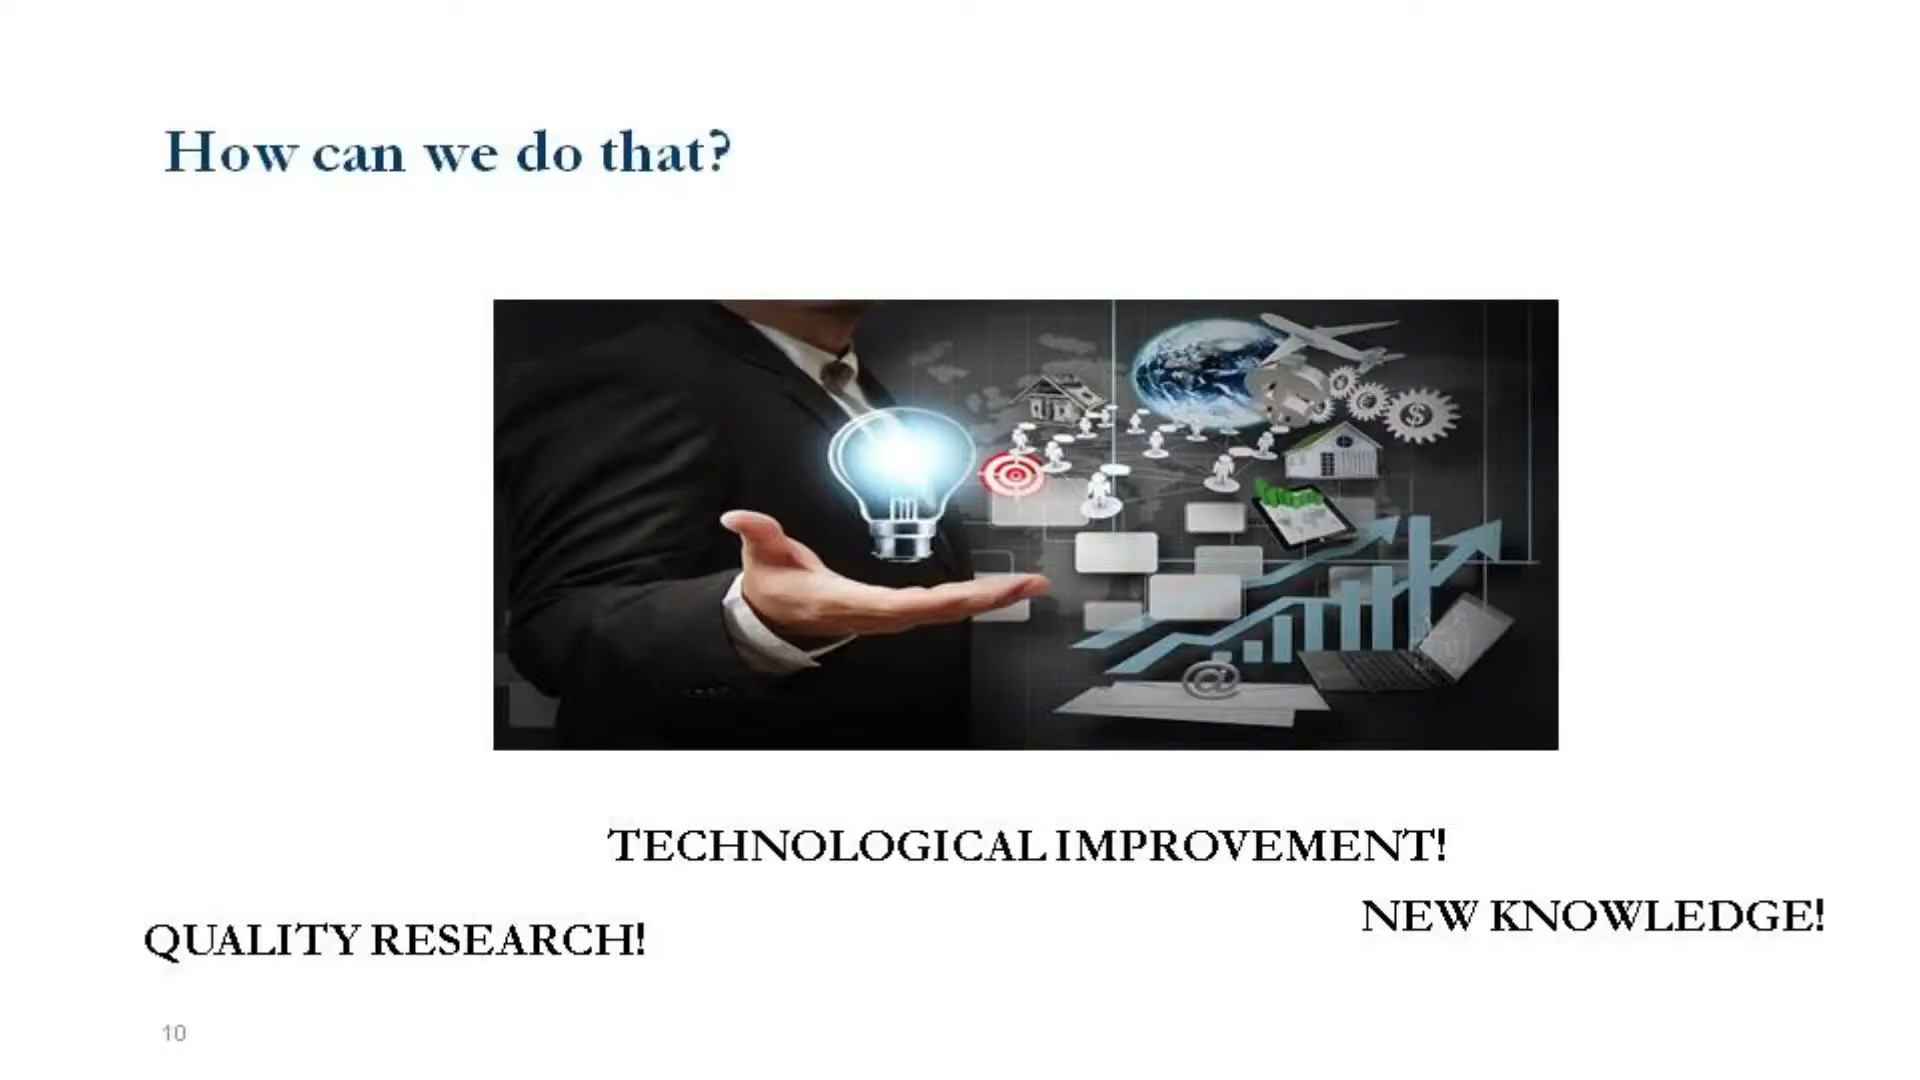 How can we do that?
$
@
TECHNOLOGICAL IMPROVEMENT!
NEW KNOWLEDGE!
QUALITY RESEARCH!
10